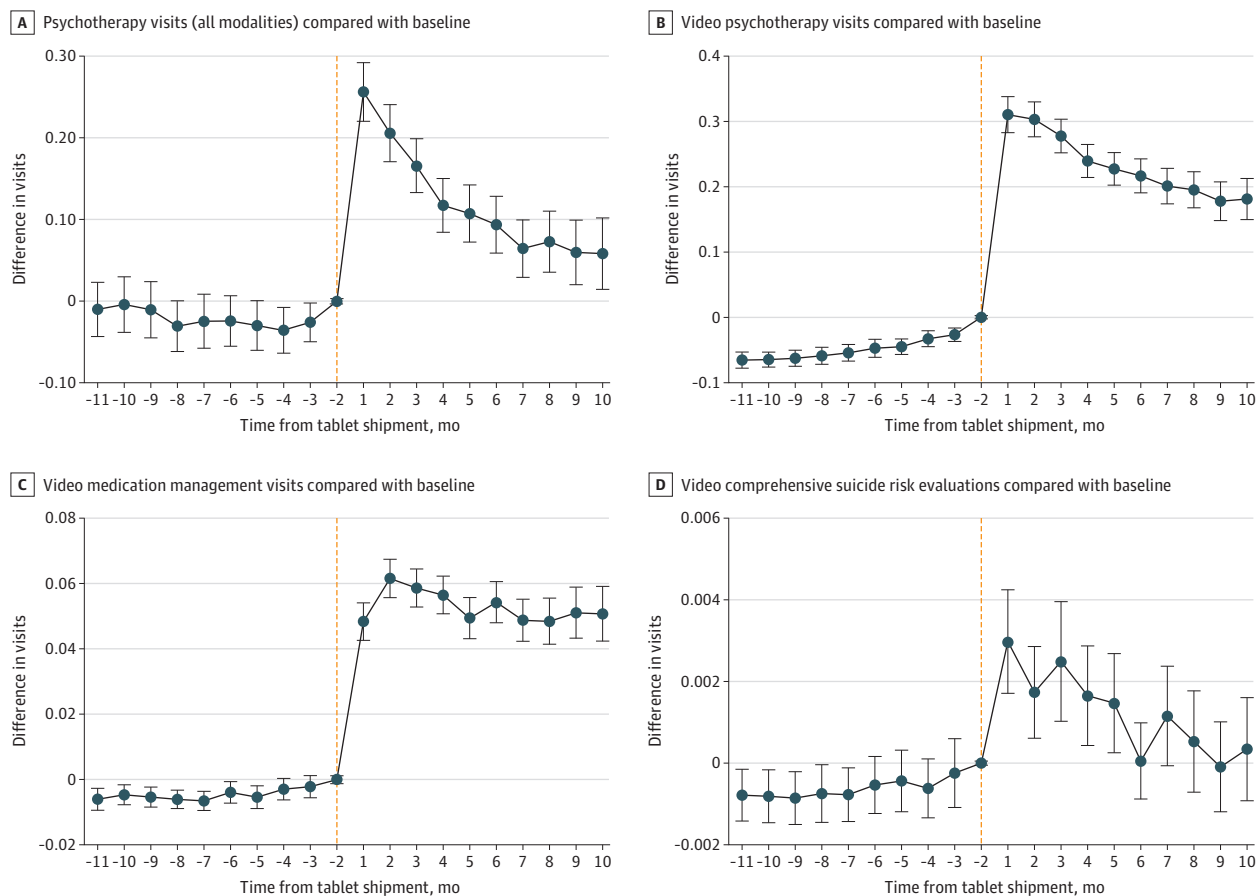 A Psychotherapy visits (all modalities) compared with baseline
0.30
0.20
0.10
0
-0.10
Difference in visits
-11 -10 -9 -8 -7 -6 -5 -4 -3 -2 1 2 3 4 5 6 7 8 9 10
Time from tablet shipment, mo
B Video psychotherapy visits compared with baseline
0.4
0.3
0.2
0.1
0
-0.1
Difference in visits
-11 -10 -9 -8 -7 -6 -5 -4 -3 -2 1 2 3 4 5 6 7 8 9 10
Time from tablet shipment, mo
C Video medication management visits compared with baseline
0.08
0.06
0.04
0.02
0
-0.02
Difference in visits
-11 -10 -9 -8 -7 -6 -5 -4 -3 -2 1 2 3 4 5 6 7 8 9 10
Time from tablet shipment, mo
D Video comprehensive suicide risk evaluations compared with baseline
0.006
0.004
0.002
0
-0.002
Difference in visits
-11 -10 -9 -8 -7 -6 -5 -4 -3 -2 1 2 3 4 5 6 7 8 9 10
Time from tablet shipment, mo